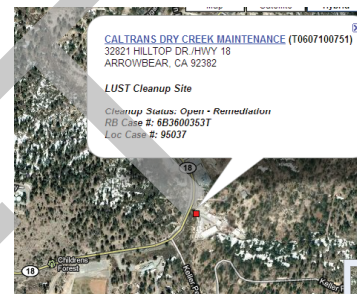 Map Satellite Hybrid
CALTRANS DRY CREEK MAINTENANCE (T0607100751)
32821 HILLTOP DR./HWY 18
ARROWBEAR, CA 92382
LUST Cleanup Site
Cleanup Status: Open - Remediation
RB Case #: 6B3600353T
Loc Case #: 95037
18
Childrens
Forest
18
Keller